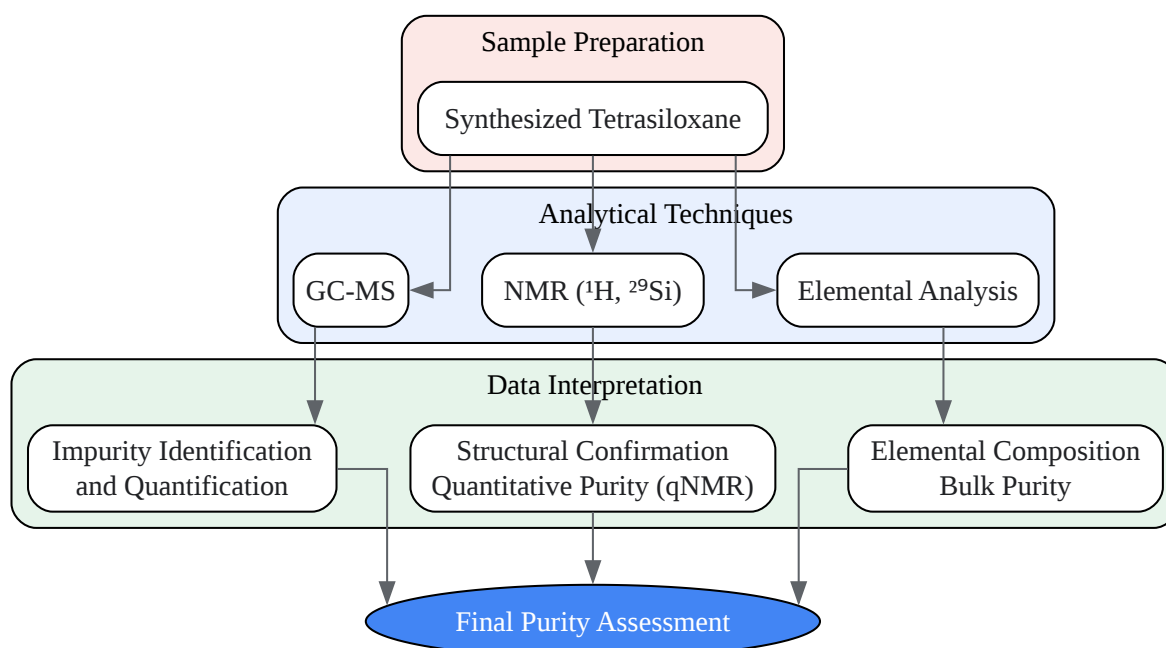 Sample Preparation
Synthesized Tetrasiloxane
Analytical Techniques
GC-MS
NMR (¹H, ²⁹Si)
Elemental Analysis
Data Interpretation
Impurity Identification
and Quantification
Structural Confirmation
Quantitative Purity (qNMR)
Elemental Composition
Bulk Purity
Final Purity Assessment